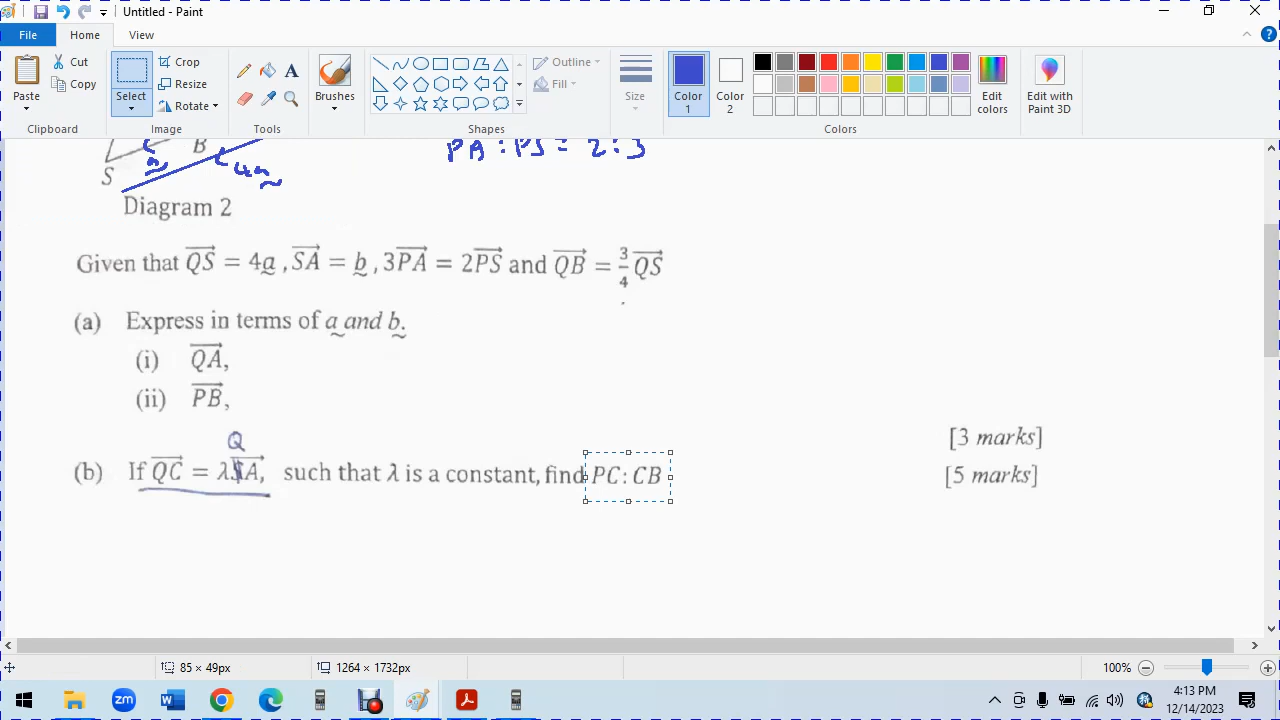 Untitled - Paint
File Home View
Paste Cut Copy Select Crop Resize Rotate Brushes Outline Fill Size Color 1 Color 2 Edit colors Edit with Paint 3D
Clipboard Image Tools Shapes Colors
S a B 4a PA : PS = 2 : 3
Diagram 2
Given that QS = 4a , SA = b , 3PA = 2PS and QB = 3/4 QS
(a) Express in terms of a and b.
(i) QA,
(ii) PB,
[3 marks]
Q
(b) If QC = λSA, such that λ is a constant, find PC : CB [5 marks]
85 × 49px 1264 × 1732px 100%
4:13 PM
12/14/2023